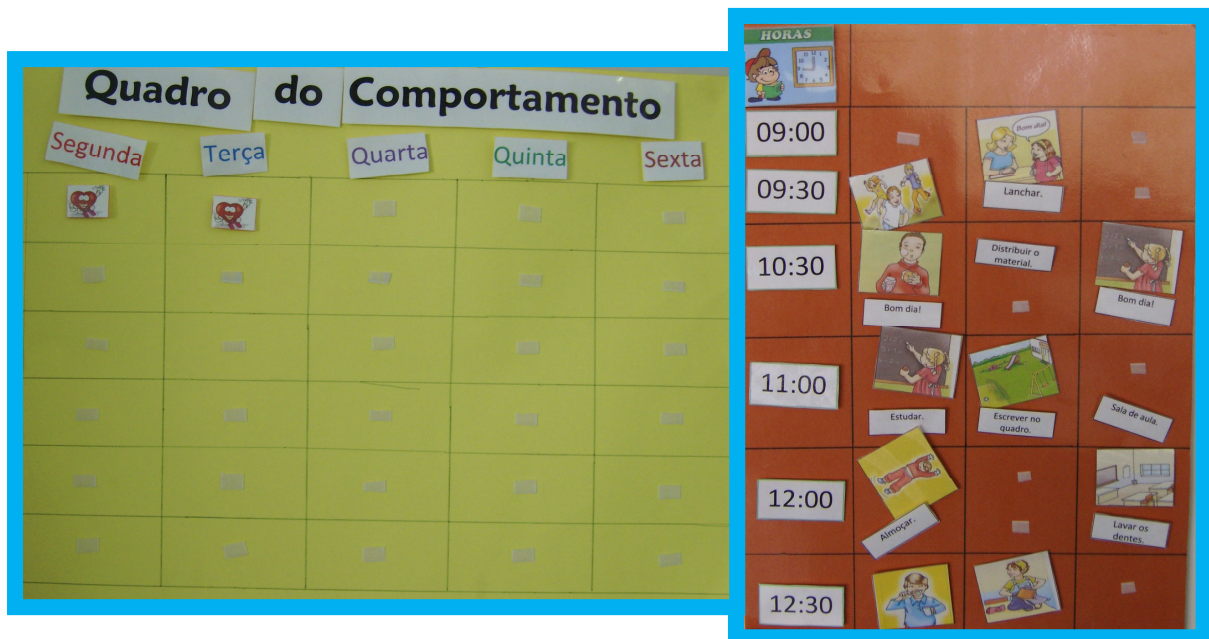 Quadro do Comportamento
Segunda Terça Quarta Quinta Sexta
HORAS
09:00
Bom dia!
09:30
Lanchar.
10:30
Distribuir o
material.
Bom dia!
Bom dia!
11:00
Estudar.
Escrever no
quadro.
Sala de aula.
12:00
Almoçar.
Lavar os
dentes.
12:30